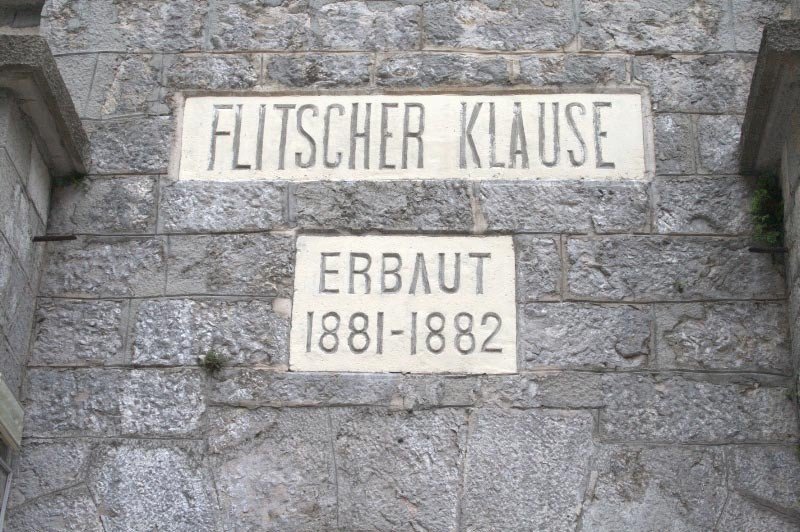 FLITSCHER KLAUSE
ERBAUT
1881-1882